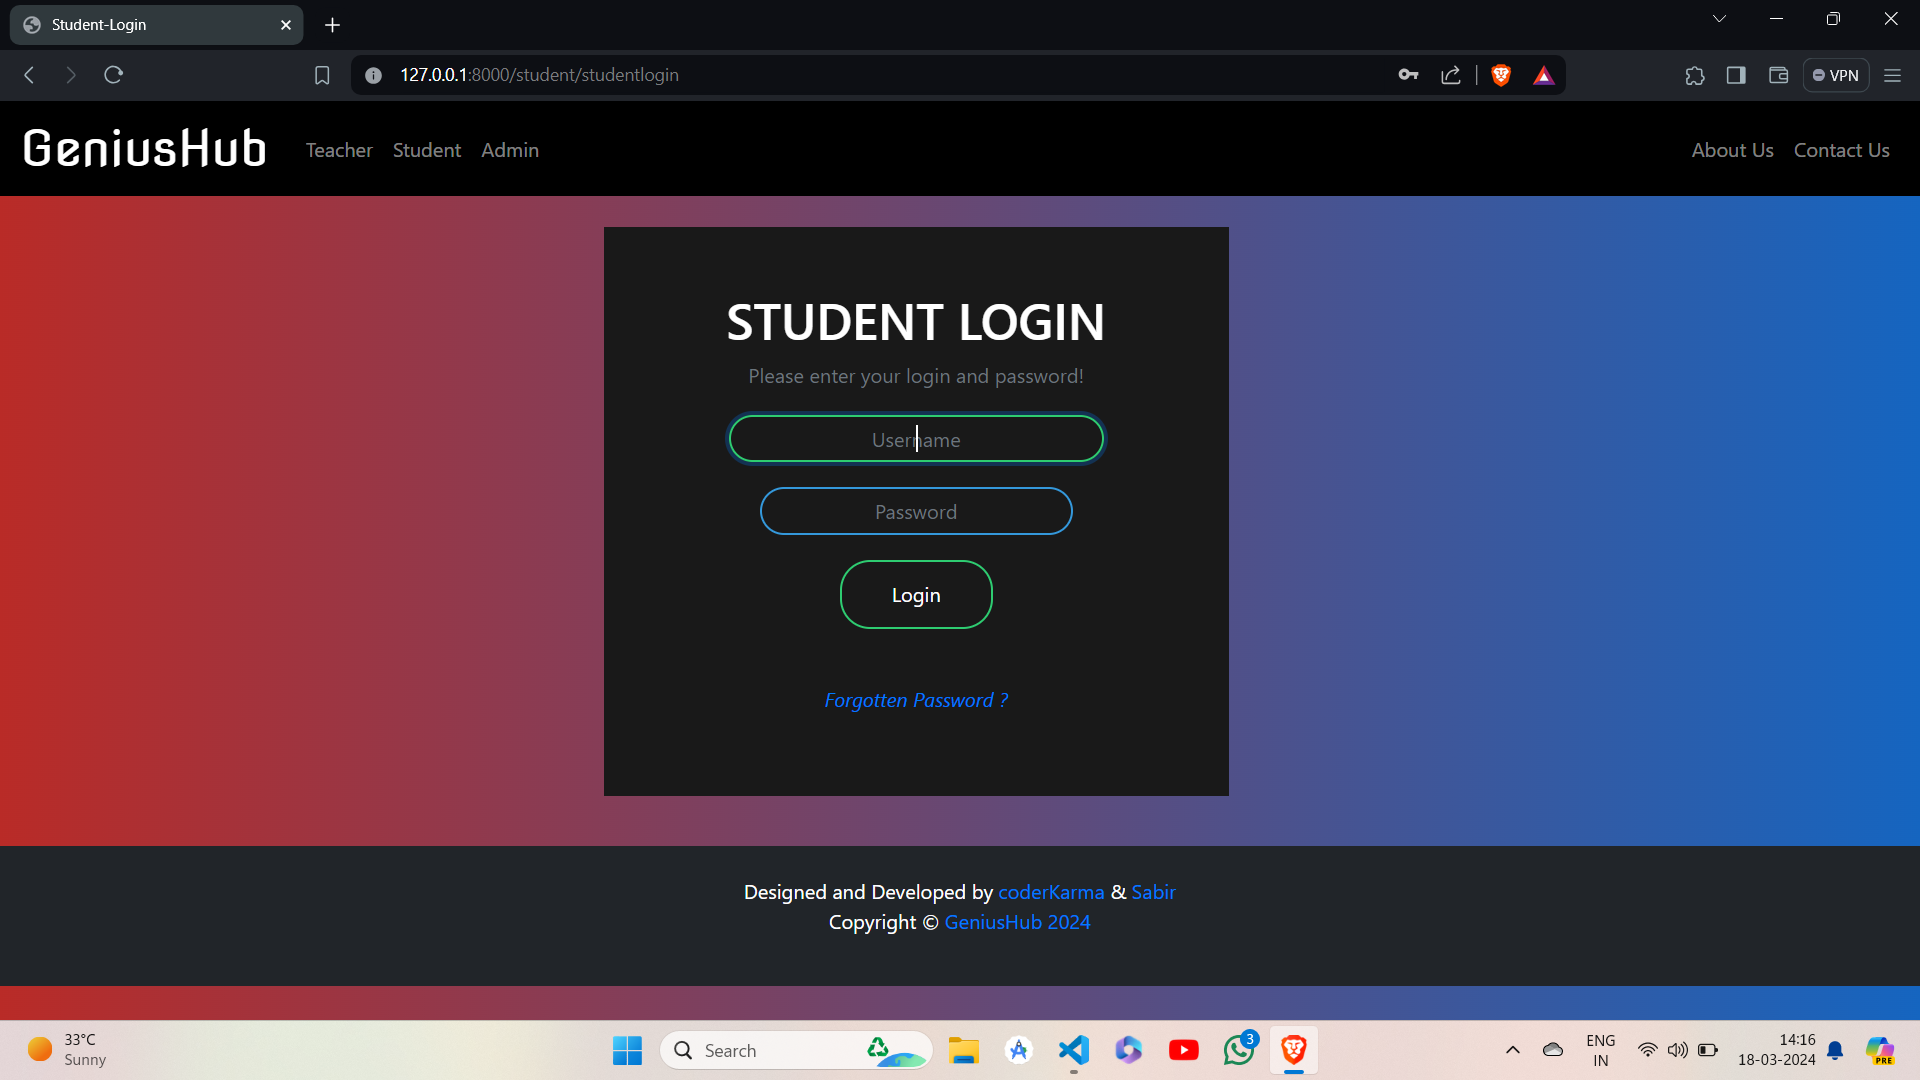 Student-Login
127.0.0.1:8000/student/studentlogin
VPN
GeniusHub
Teacher Student Admin
About Us Contact Us
STUDENT LOGIN
Please enter your login and password!
Username
Password
Login
Forgotten Password ?
Designed and Developed by coderKarma & Sabir
Copyright © GeniusHub 2024
33°C
Sunny
Search
3
ENG
IN
14:16
18-03-2024
PRE